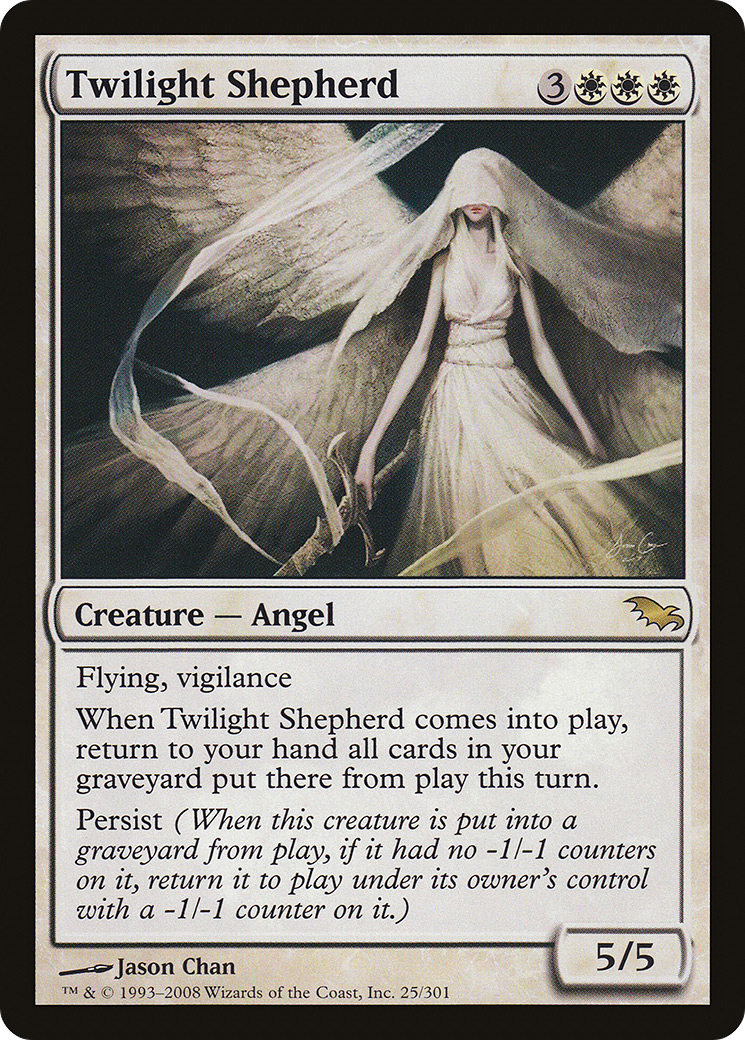 Twilight Shepherd 3
Creature — Angel
Flying, vigilance
When Twilight Shepherd comes into play,
return to your hand all cards in your
graveyard put there from play this turn.
Persist (When this creature is put into a
graveyard from play, if it had no -1/-1 counters
on it, return it to play under its owner's control
with a -1/-1 counter on it.)
5/5
Jason Chan
™ & © 1993–2008 Wizards of the Coast, Inc. 25/301